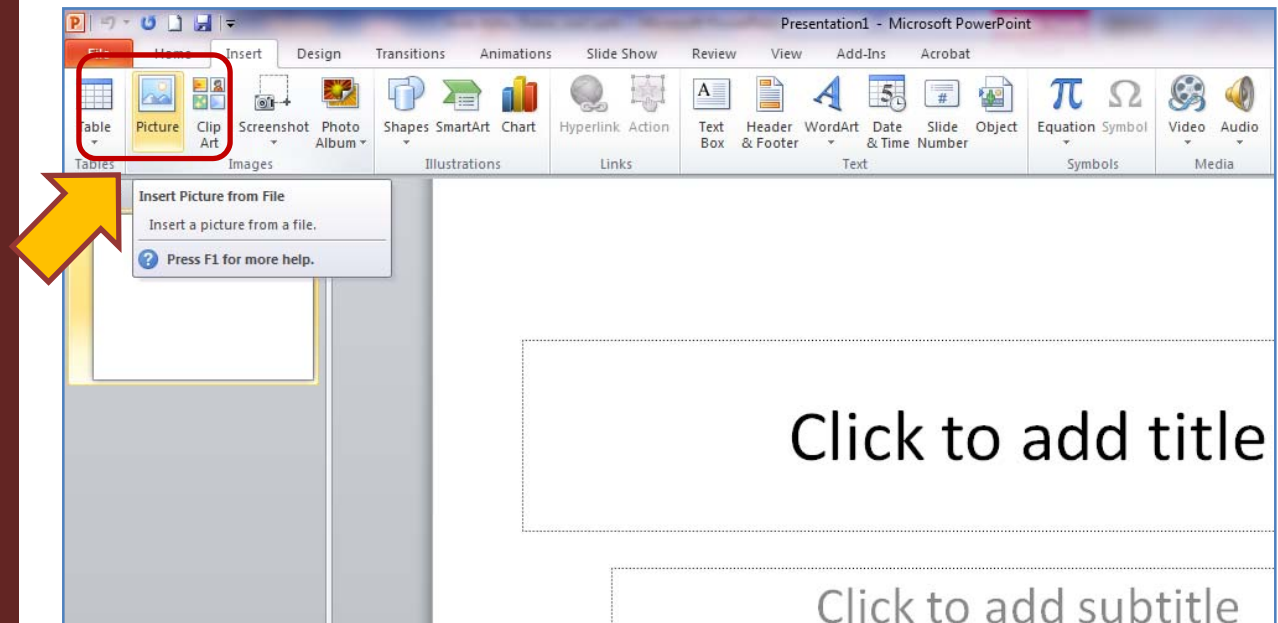 Presentation1 - Microsoft PowerPoint
File Home Insert Design Transitions Animations Slide Show Review View Add-Ins Acrobat
Table Picture Clip Art Screenshot Photo Album Shapes SmartArt Chart Hyperlink Action Text Box Header & Footer WordArt Date & Time Slide Number Object Equation Symbol Video Audio
Tables Images Illustrations Links Text Symbols Media
Insert Picture from File
Insert a picture from a file.
Press F1 for more help.
Click to add title
Click to add subtitle